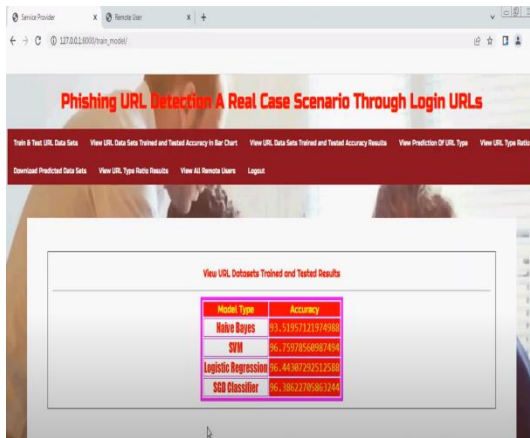 Service Provider
Remote User
127.0.0.1:8000/train_model/
Phishing URL Detection A Real Case Scenario Through Login URLs
Train & Test URL Data Sets View URL Data Sets Trained and Tested Accuracy in Bar Chart View URL Data Sets Trained and Tested Accuracy Results View Prediction Of URL Type View URL Type Ratio
Download Predicted Data Sets View URL Type Ratio Results View All Remote Users Logout
View URL Datasets Trained and Tested Results
Model Type Accuracy
Naive Bayes 93.51957121974988
SVM 96.75978560987494
Logistic Regression 96.44307292512588
SGD Classifier 96.38622705863244